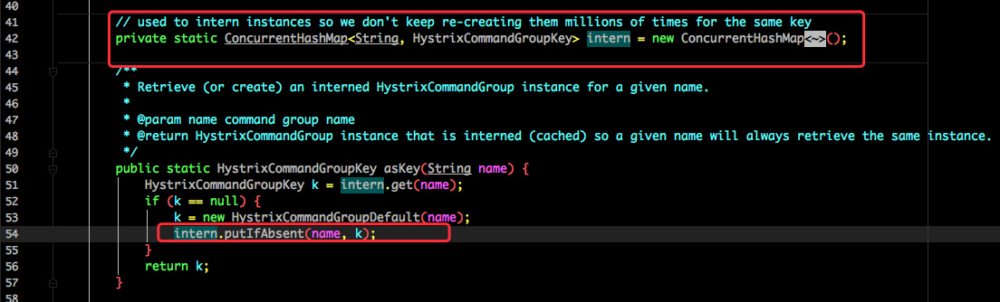 40
41 // used to intern instances so we don't keep re-creating them millions of times for the same key
42 private static ConcurrentHashMap<String, HystrixCommandGroupKey> intern = new ConcurrentHashMap<~>();
43
44 /**
45 * Retrieve (or create) an interned HystrixCommandGroup instance for a given name.
46 *
47 * @param name command group name
48 * @return HystrixCommandGroup instance that is interned (cached) so a given name will always retrieve the same instance.
49 */
50 public static HystrixCommandGroupKey asKey(String name) {
51 HystrixCommandGroupKey k = intern.get(name);
52 if (k == null) {
53 k = new HystrixCommandGroupDefault(name);
54 intern.putIfAbsent(name, k);
55 }
56 return k;
57 }
58